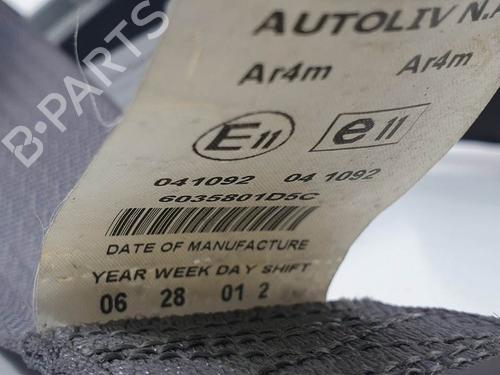 AUTOLIV N.
Ar4m Ar4m
E11 e11
041092 04 1092
6035801D5C
DATE OF MANUFACTURE
YEAR WEEK DAY SHIFT
06 28 01 2
B-PARTS